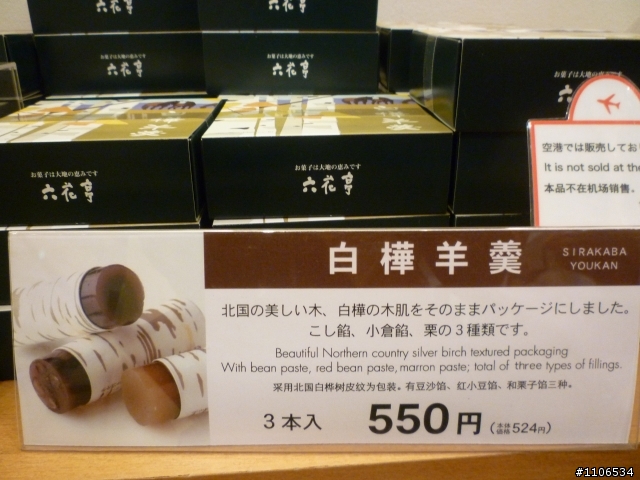 六花亭
お菓子は大地の恵みです
六花亭
お菓子は大地の恵みです
六花亭
お菓子は大地の恵みです
六花亭
空港では販売してお
It is not sold at the
本品不在机场销售。
白樺羊羹
SIRAKABA
YOUKAN
北国の美しい木、白樺の木肌をそのままパッケージにしました。
こし餡、小倉餡、栗の3種類です。
Beautiful Northern country silver birch textured packaging
With bean paste, red bean paste, marron paste; total of three types of fillings.
采用北国白桦树皮纹为包装。有豆沙馅、红小豆馅、和栗子馅三种。
3本入 550円 (本体価格524円)
#1106534